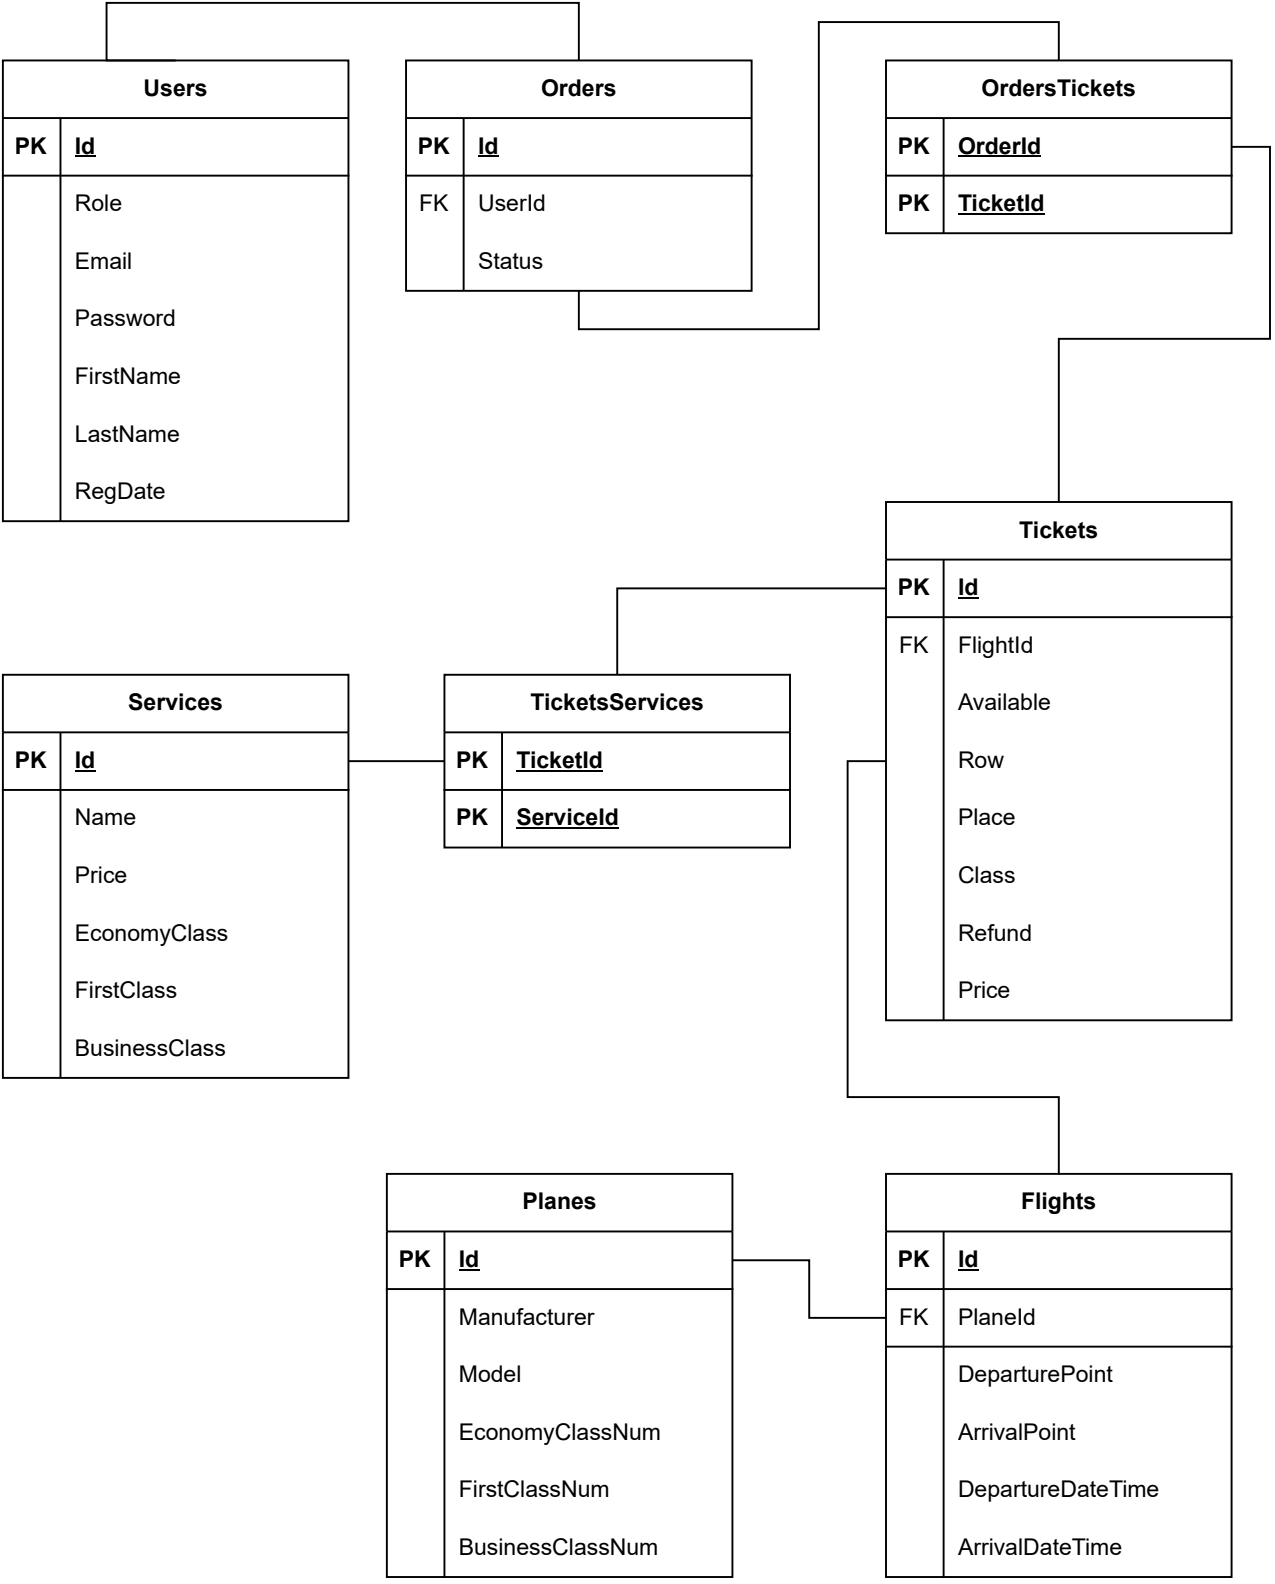 Users
PK Id
Role
Email
Password
FirstName
LastName
RegDate
Orders
PK Id
FK UserId
Status
OrdersTickets
PK OrderId
PK TicketId
Tickets
PK Id
FK FlightId
Available
Row
Place
Class
Refund
Price
Services
PK Id
Name
Price
EconomyClass
FirstClass
BusinessClass
TicketsServices
PK TicketId
PK ServiceId
Planes
PK Id
Manufacturer
Model
EconomyClassNum
FirstClassNum
BusinessClassNum
Flights
PK Id
FK PlaneId
DeparturePoint
ArrivalPoint
DepartureDateTime
ArrivalDateTime